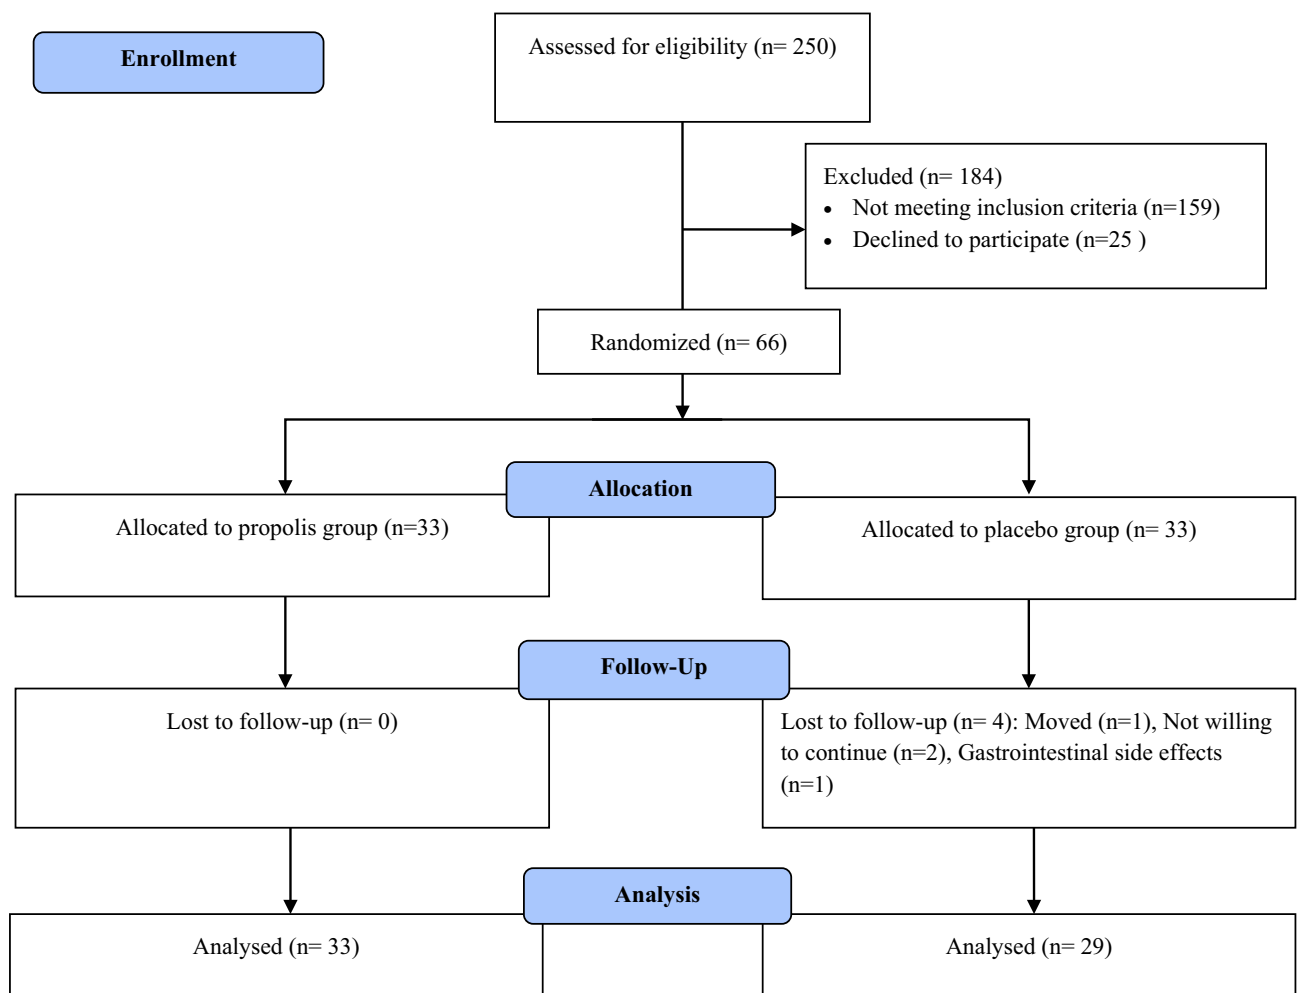 Enrollment
Assessed for eligibility (n= 250)
Excluded (n= 184)
• Not meeting inclusion criteria (n=159)
• Declined to participate (n=25 )
Randomized (n= 66)
Allocation
Allocated to propolis group (n=33)
Allocated to placebo group (n= 33)
Follow-Up
Lost to follow-up (n= 0)
Lost to follow-up (n= 4): Moved (n=1), Not willing
to continue (n=2), Gastrointestinal side effects
(n=1)
Analysis
Analysed (n= 33)
Analysed (n= 29)